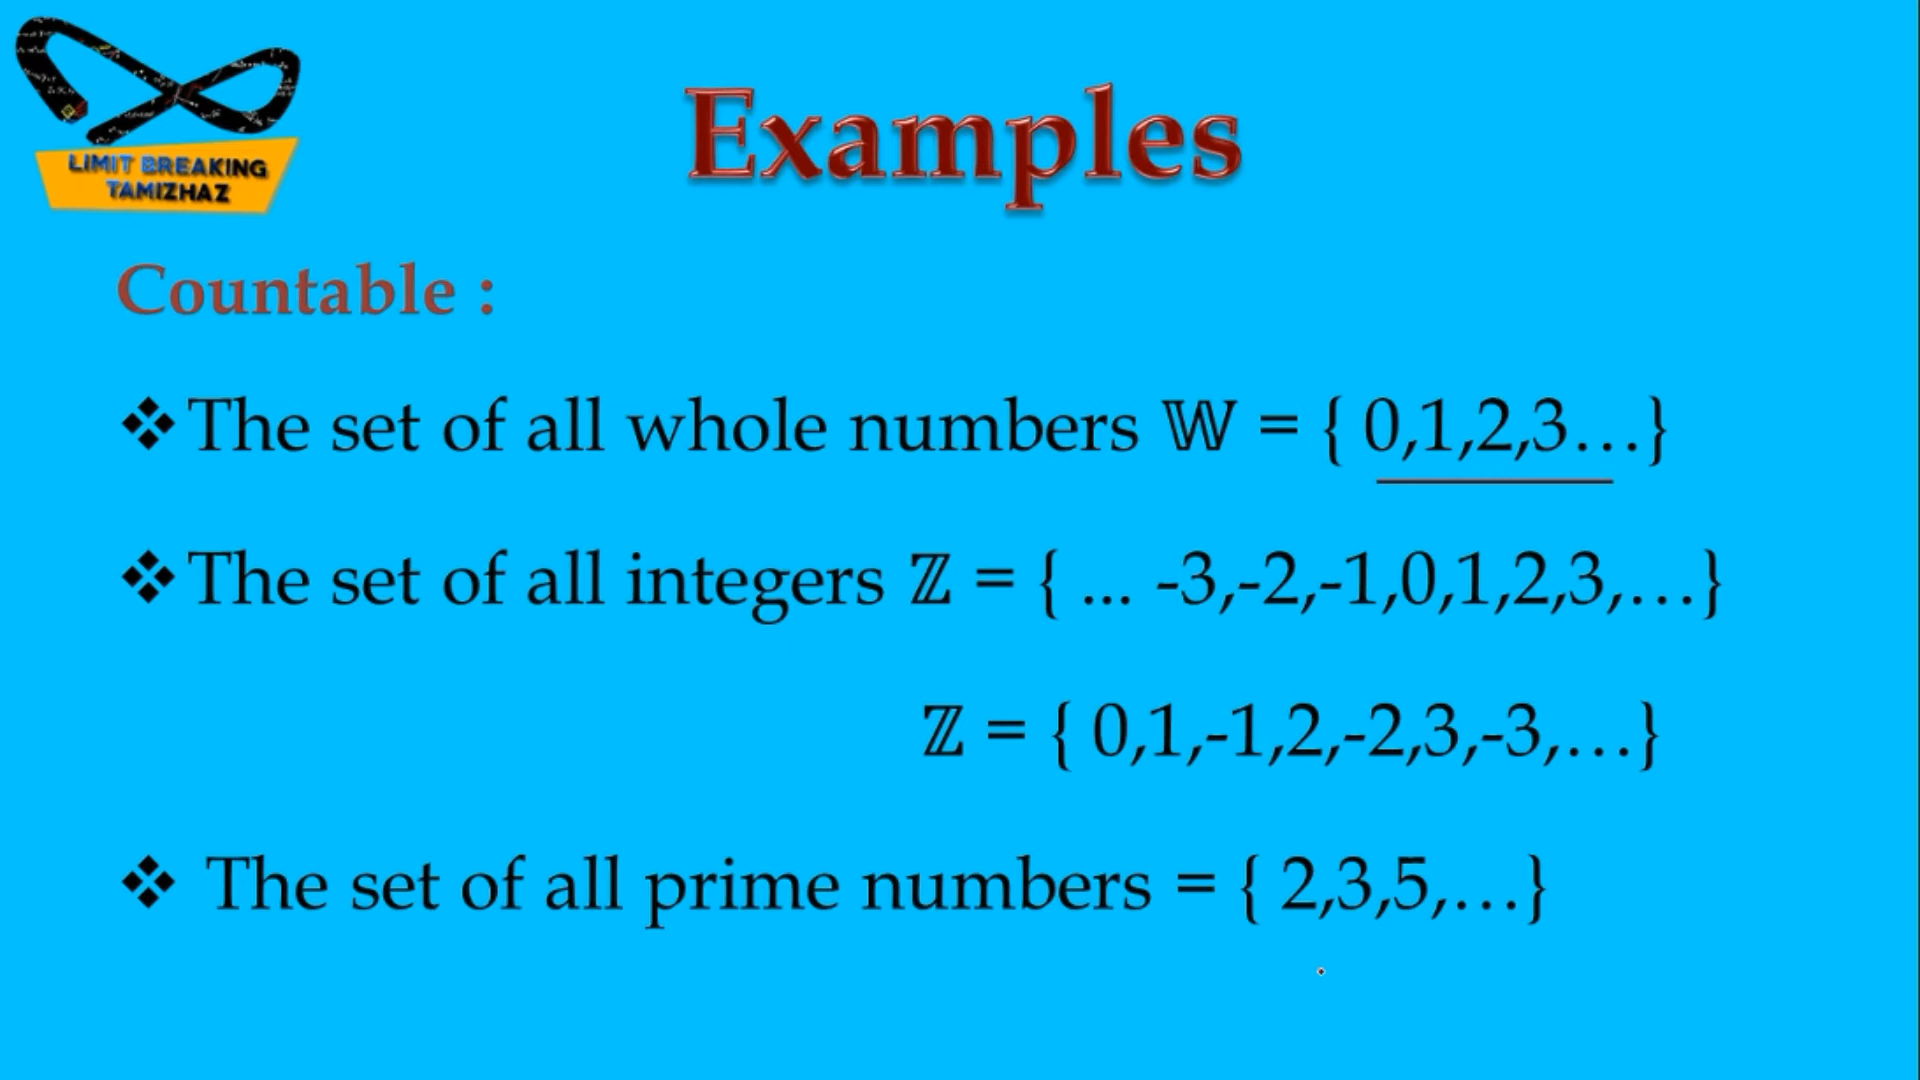 LIMIT BREAKING
TAMIZHAZ
Examples
Countable :
❖The set of all whole numbers 𝕎 = { 0,1,2,3…}
❖The set of all integers ℤ = { ... -3,-2,-1,0,1,2,3,…}
ℤ = { 0,1,-1,2,-2,3,-3,…}
❖ The set of all prime numbers = { 2,3,5,…}